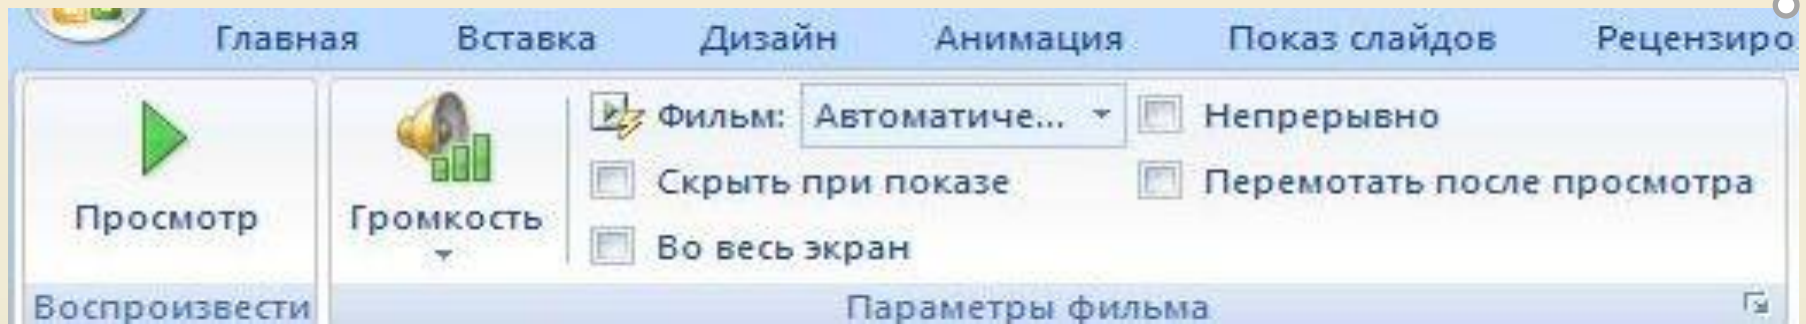 Главная Вставка Дизайн Анимация Показ слайдов Рецензиро
Фильм: Автоматиче... Непрерывно
Скрыть при показе Перемотать после просмотра
Просмотр Громкость
Во весь экран
Воспроизвести Параметры фильма